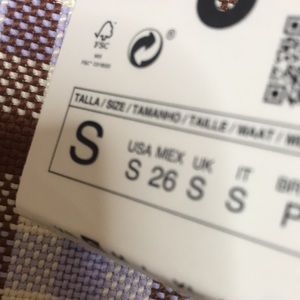 FSC
TALLA / SIZE / TAMANHO / TAILLE / MAAT /
S
USA MEX UK IT
S 26 S S